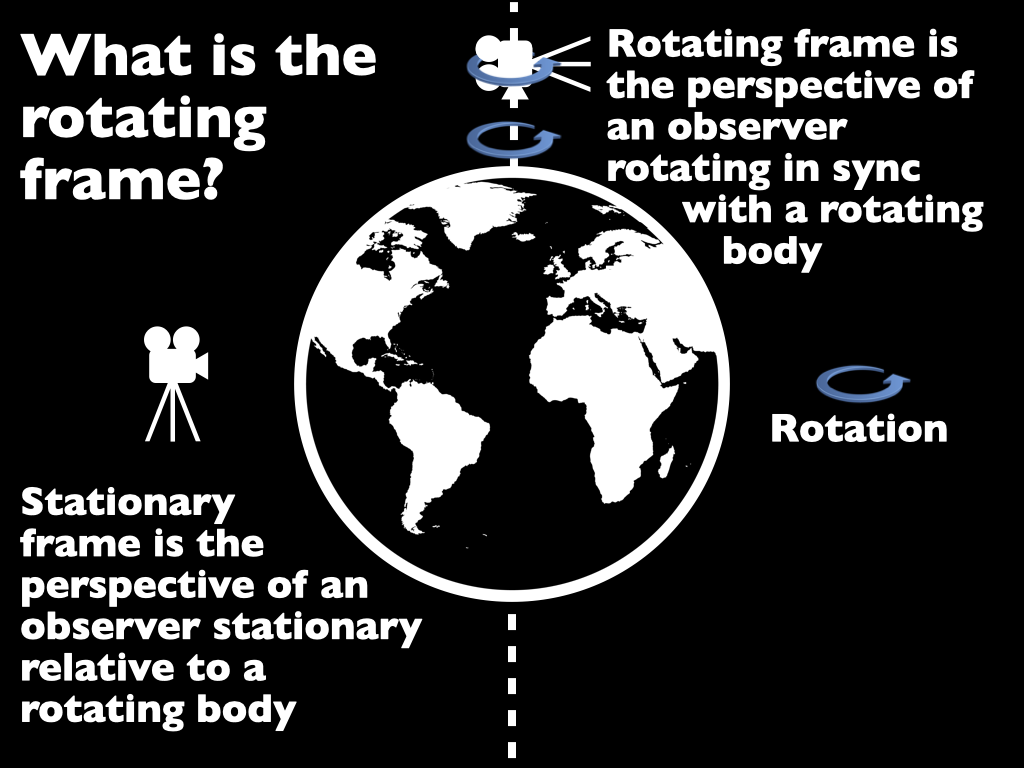 What is the
rotating
frame?
Rotating frame is
the perspective of
an observer
rotating in sync
with a rotating
body
Rotation
Stationary
frame is the
perspective of an
observer stationary
relative to a
rotating body